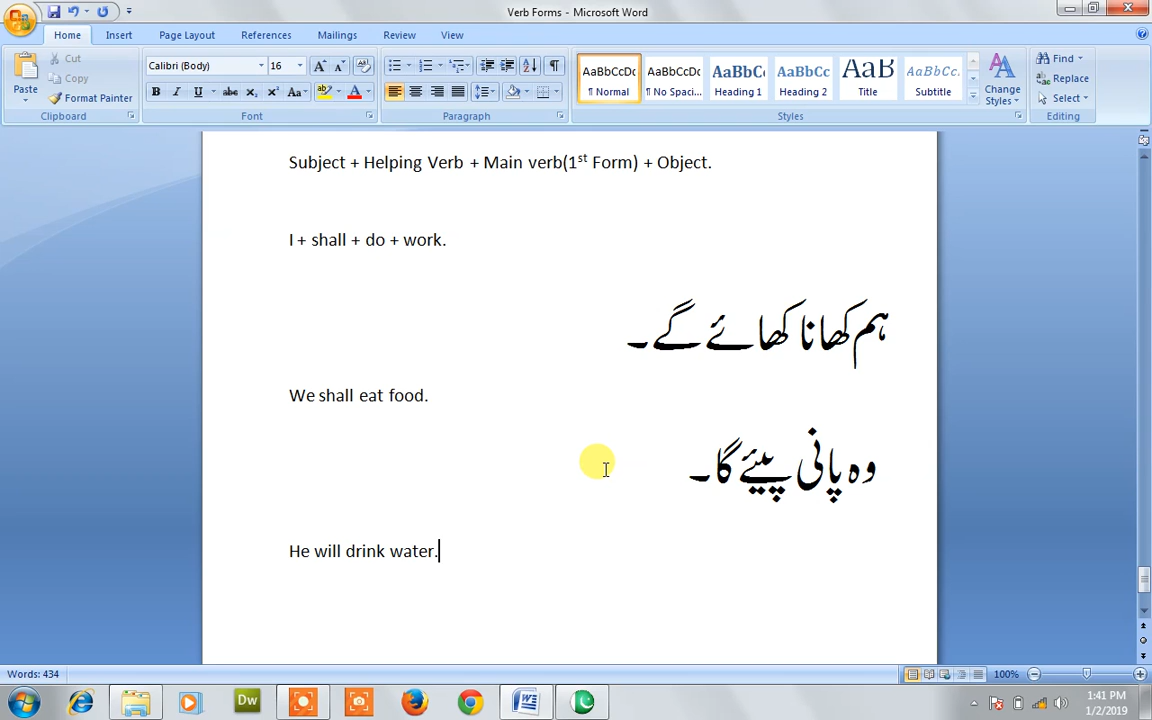 Verb Forms - Microsoft Word
Home Insert Page Layout References Mailings Review View
Paste
Cut
Copy
Format Painter
Clipboard
Calibri (Body) 16
Font
Paragraph
AaBbCcDc AaBbCcDc AaBbC AaBbCc AaB AaBbCc.
¶ Normal ¶ No Spaci... Heading 1 Heading 2 Title Subtitle
Change Styles
Styles
Find
Replace
Select
Editing
Subject + Helping Verb + Main verb(1st Form) + Object.
I + shall + do + work.
ہم کھانا کھائے گے۔
We shall eat food.
وہ پانی پیئے گا۔
He will drink water.
Words: 434
100%
Dw
1:41 PM
1/2/2019